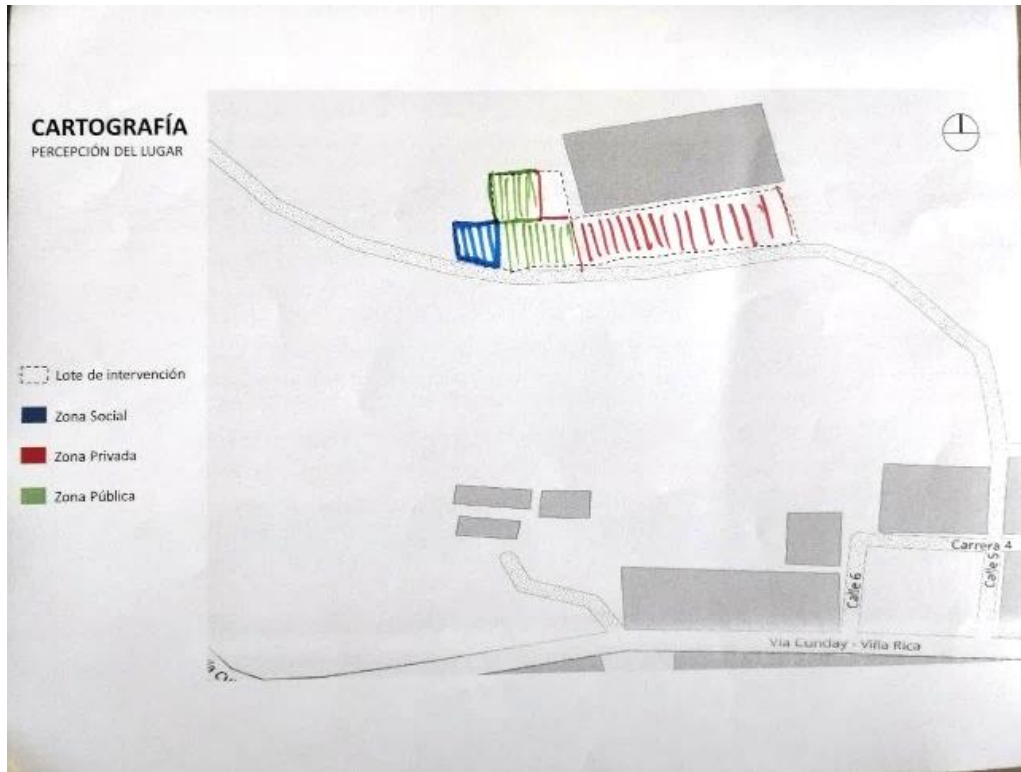 CARTOGRAFÍA
PERCEPCIÓN DEL LUGAR
Lote de intervención
Zona Social
Zona Privada
Zona Pública
Carrera 4
Calle 6
Calle 5
Vía Cunday - Villa Rica